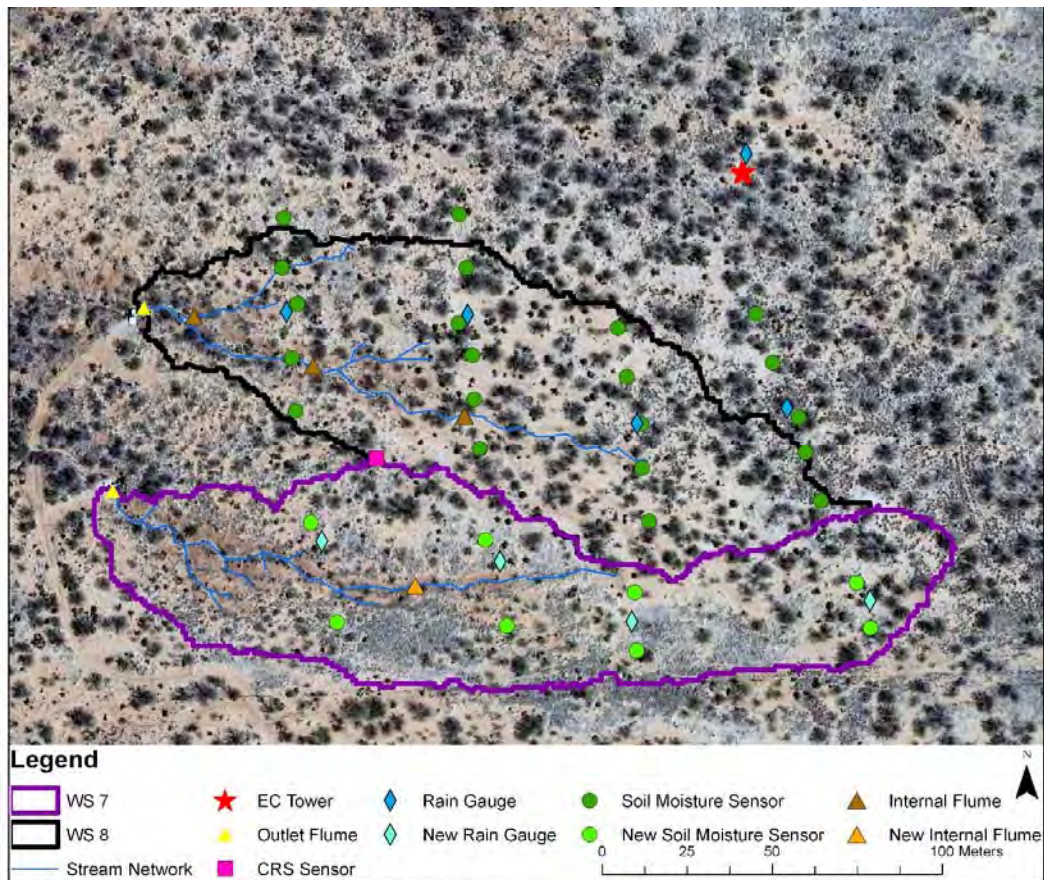 N
Legend
WS 7
EC Tower
Rain Gauge
Soil Moisture Sensor
Internal Flume
WS 8
Outlet Flume
New Rain Gauge
New Soil Moisture Sensor
New Internal Flume
Stream Network
CRS Sensor
0 25 50 100 Meters